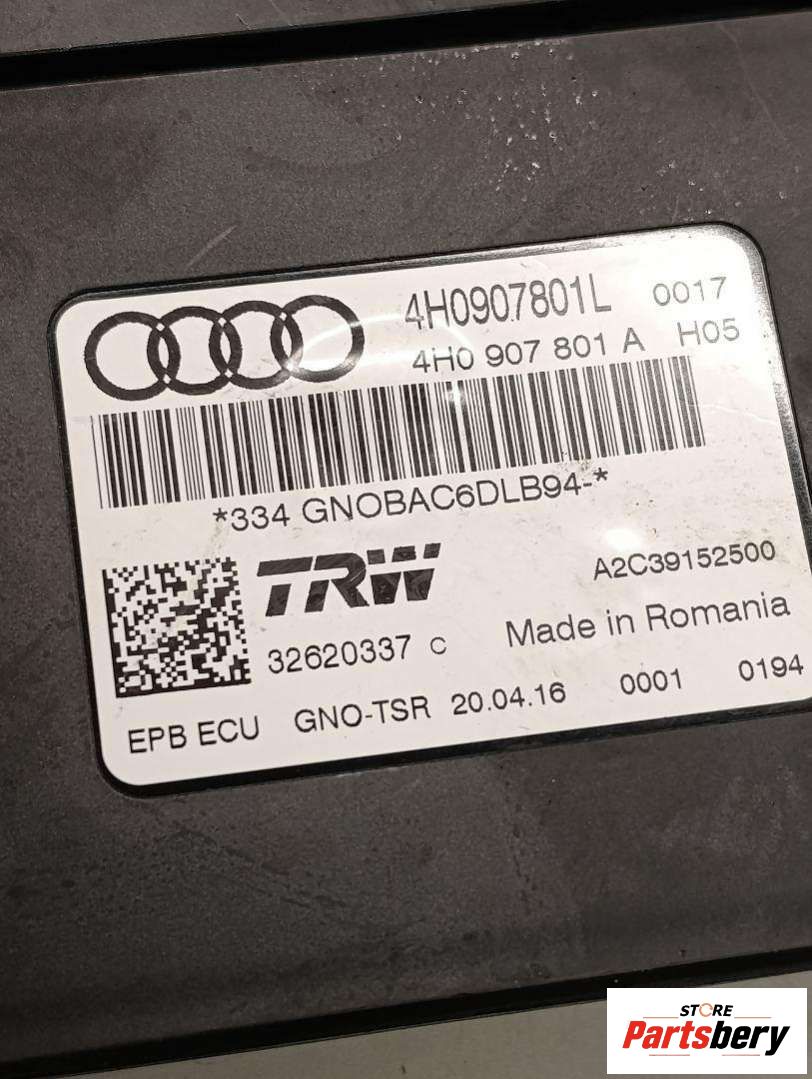 4H0907801L 0017
4H0 907 801 A H05
*334 GNOBAC6DLB94-*
TRW
A2C39152500
32620337 C
Made in Romania
EPB ECU GNO-TSR 20.04.16 0001 0194
STORE
Partsbery